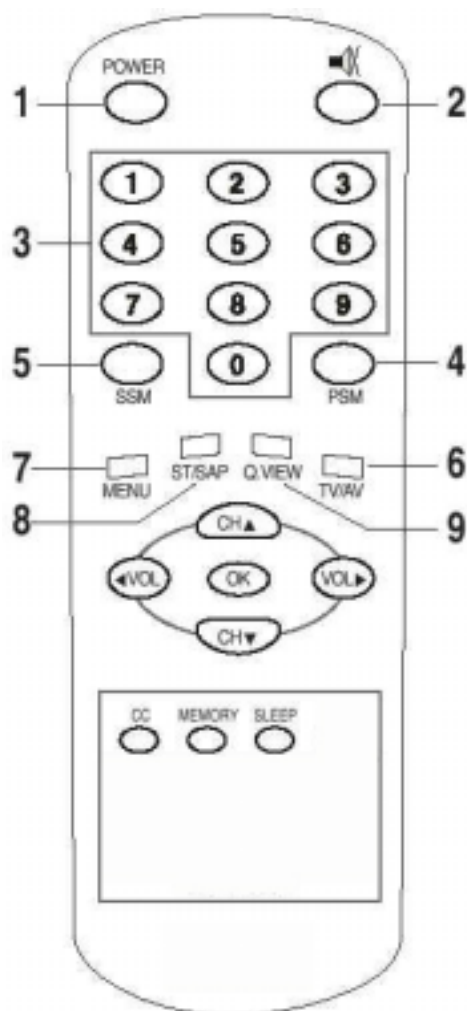 POWER
1 2
1 2 3
3 4 5 6
7 8 9
5 0 4
SSM PSM
7 MENU ST/SAP Q.VIEW TV/AV 6
8 9
CH▲
◀VOL OK VOL▶
CH▼
CC MEMORY SLEEP